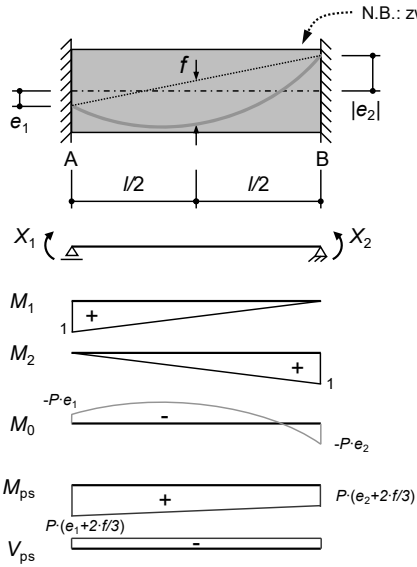 N.B.: zw
f
e₁
|e₂|
A
B
l/2
l/2
X₁
X₂
M₁
+
1
M₂
+
1
M₀
-P·e₁
-
-P·e₂
Mps
+
P·(e₂+2·f/3)
P·(e₁+2·f/3)
Vps
-